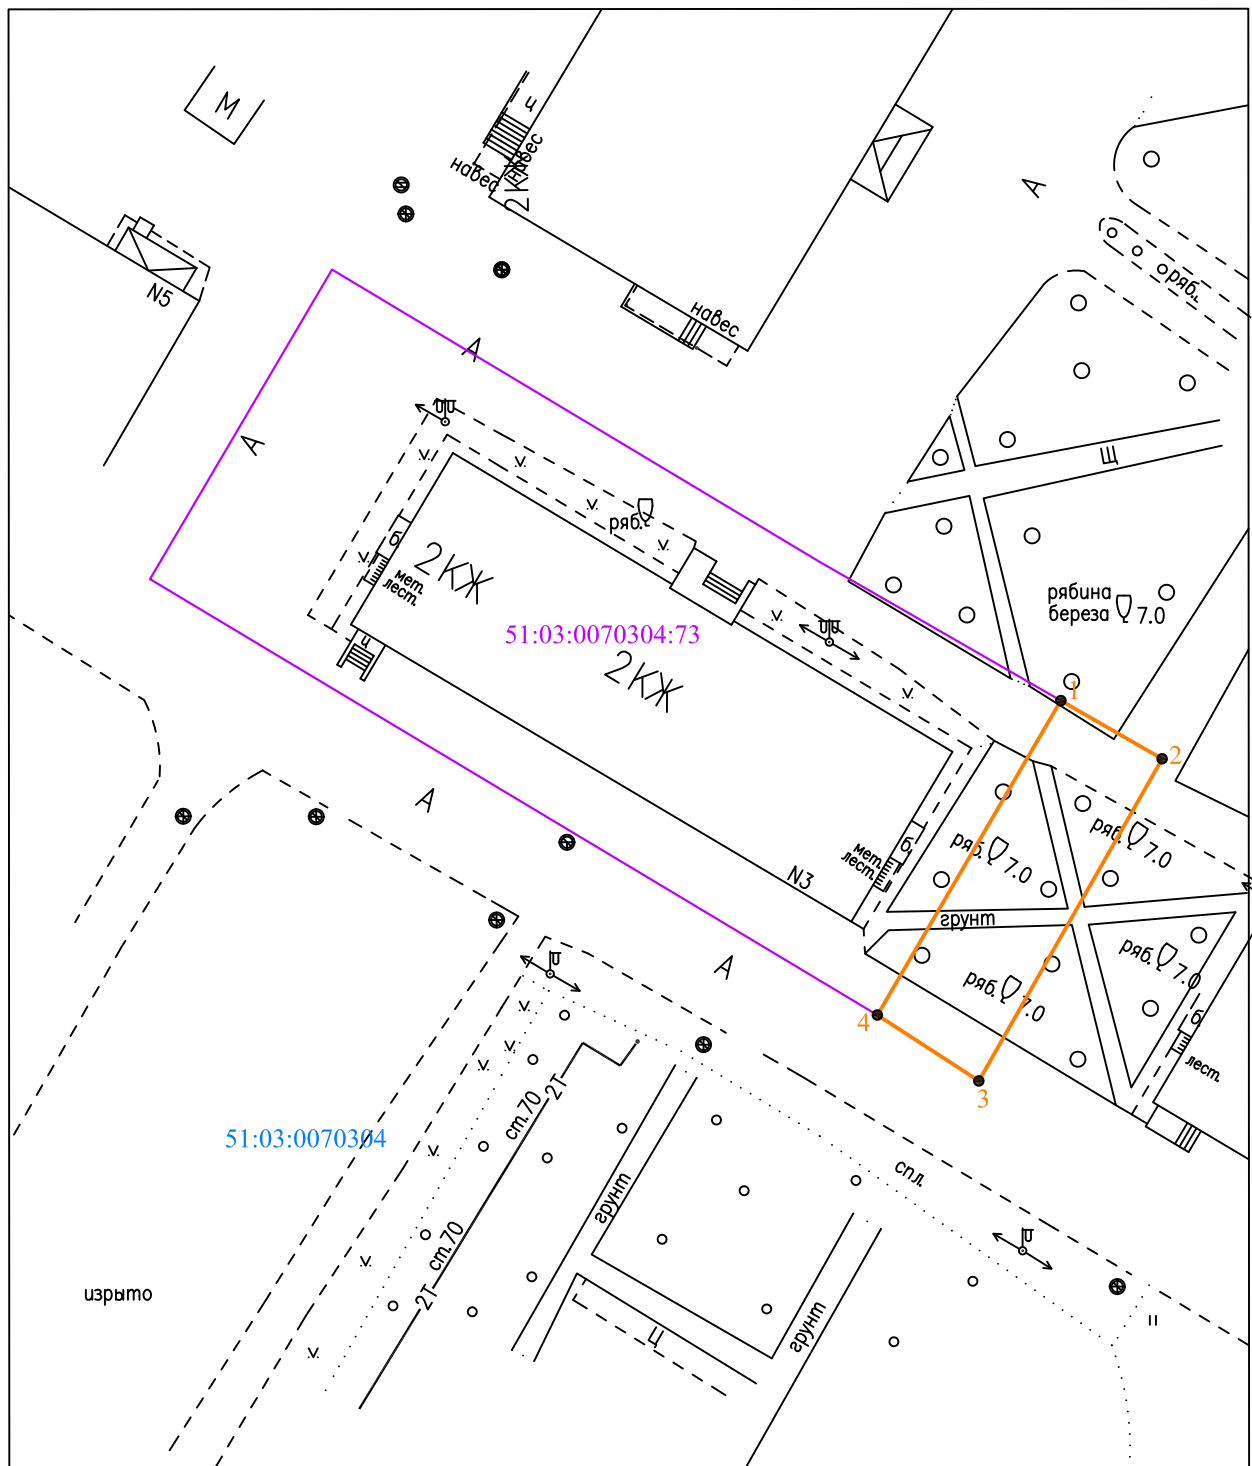 М
ц
2КЖ
навес
навес
А
N5
навес
ряб.
А
А
Щ
ряб.
б
мет.
лест.
2КЖ
рябина
береза 7.0
51:03:0070304:73
ц
2КЖ
1
2
А
N3
мет.
лест.
б
ряб. 7.0
ряб. 7.0
грунт
ряб. 7.0
ряб. 7.0
А
4
3
б
лест.
51:03:0070304
ст.70
2Т
спл.
грунт
ст.70
2Т
изрыто
Ц
грунт